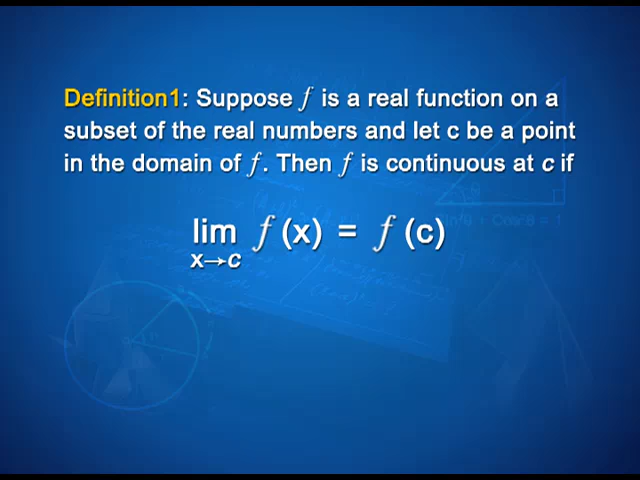 Definition1: Suppose f is a real function on a
subset of the real numbers and let c be a point
in the domain of f. Then f is continuous at c if
lim f (x) = f (c)
x→c